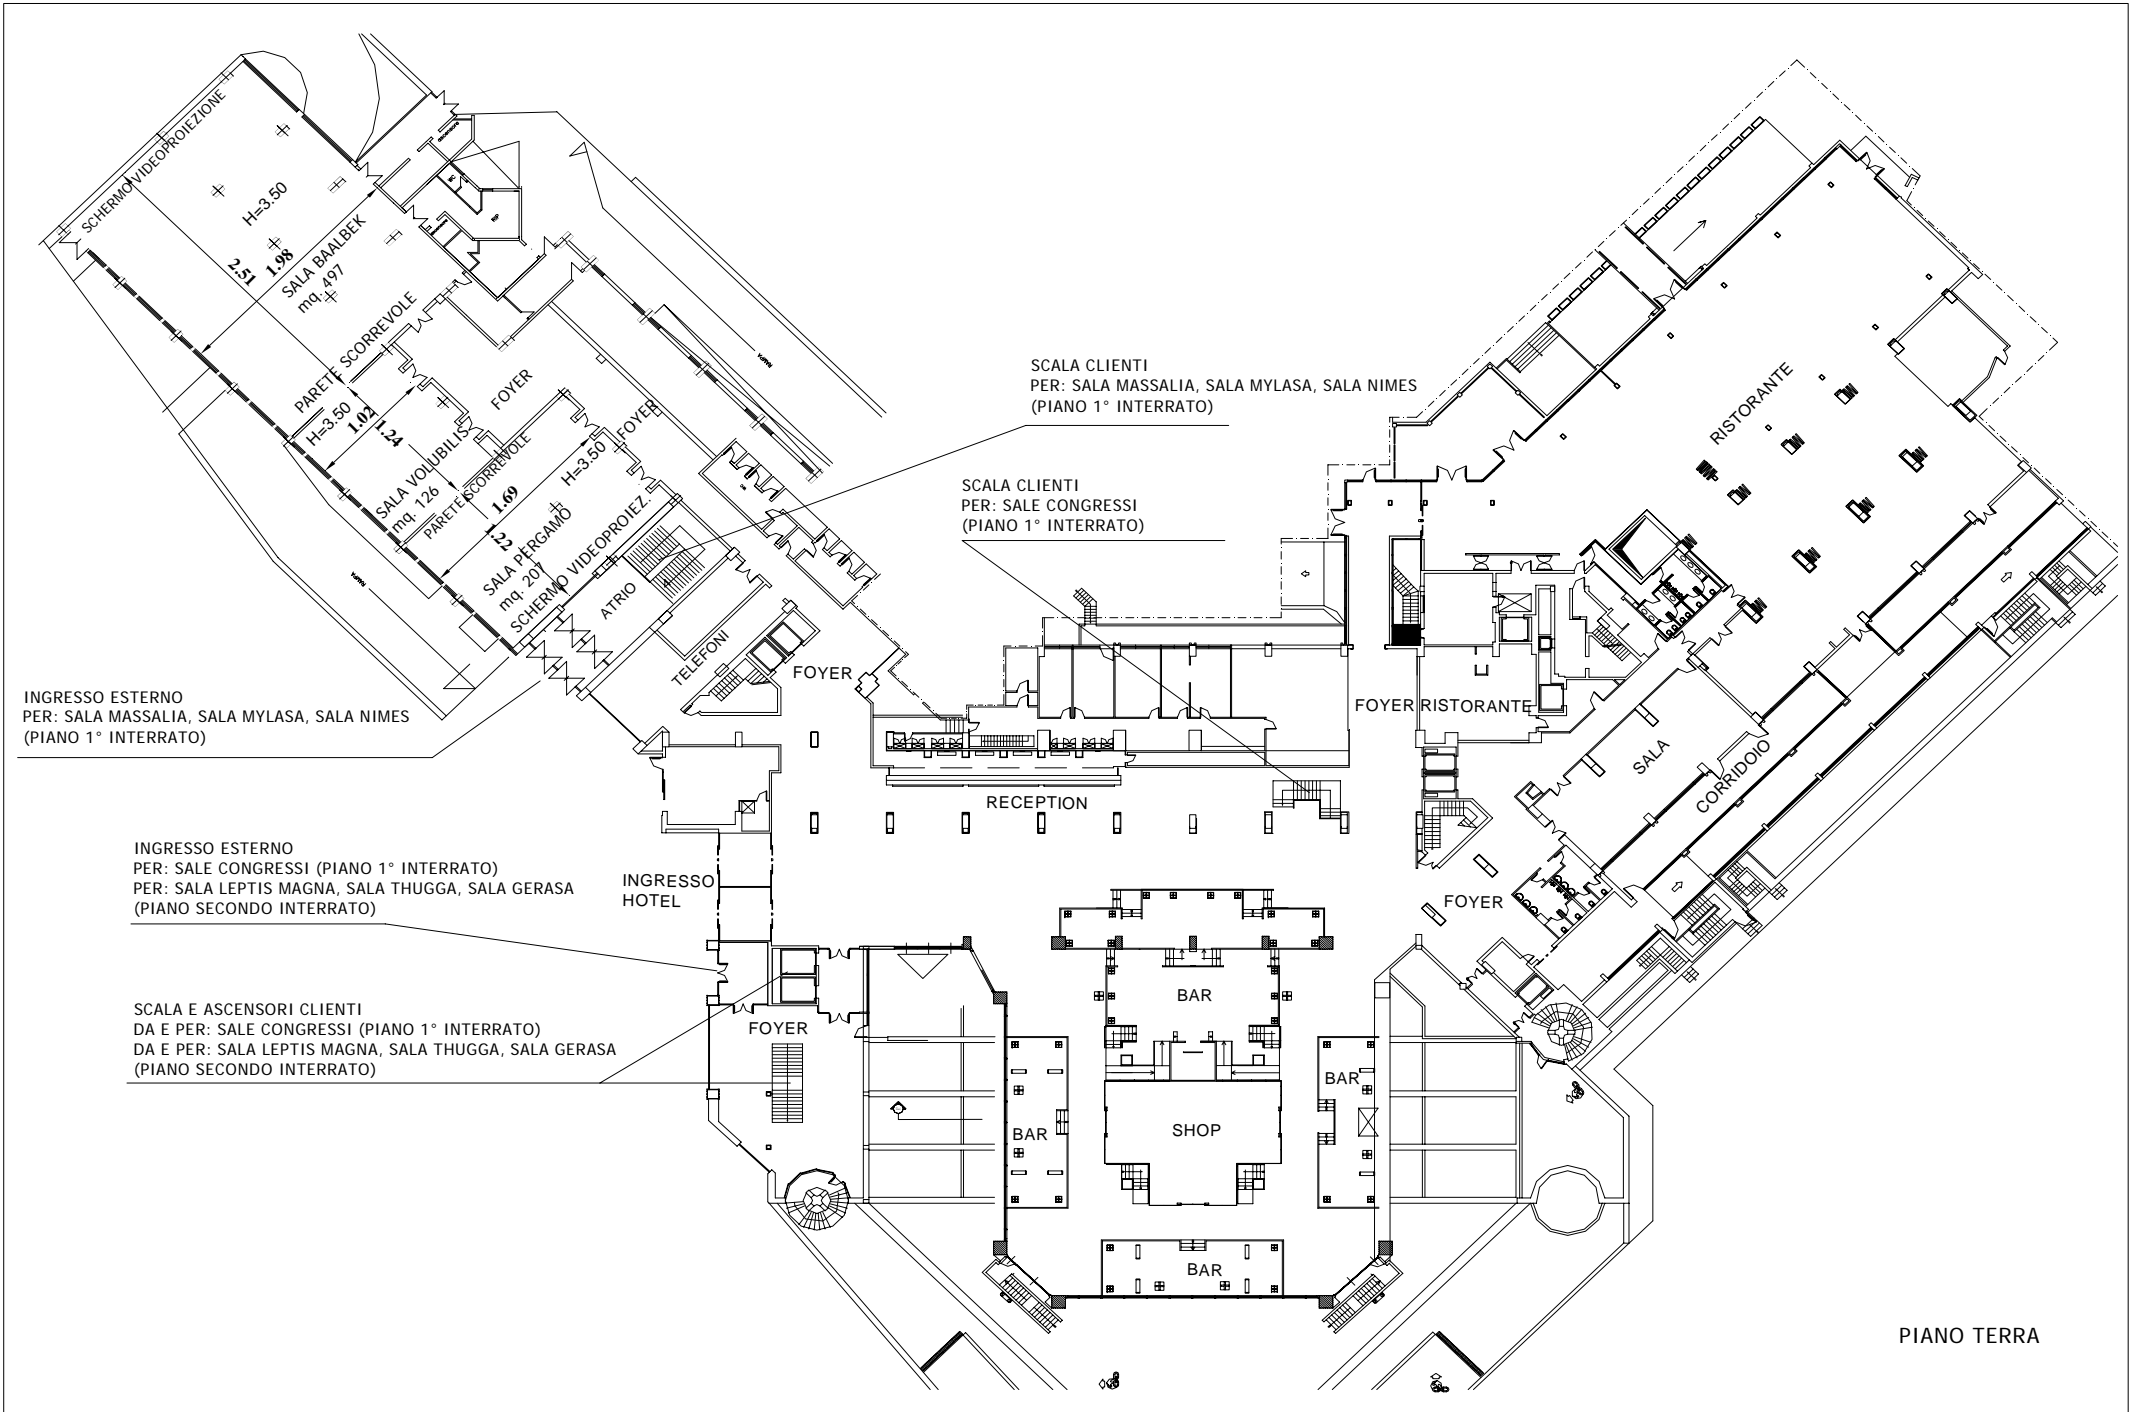 SCHERMO VIDEOPROIEZIONE
H=3.50
2.51
1.98
SALA BAALBEK
mq. 497
PARETE SCORREVOLE
H=3.50
1.02
1.24
SALA VOLUBILIS
mq. 126
PARETE SCORREVOLE
FOYER
FOYER
1.69
H=3.50
1.22
SALA PERGAMO
mq. 207
SCHERMO VIDEOPROIEZ.
ATRIO
TELEFONI
FOYER
SCALA CLIENTI
PER: SALA MASSALIA, SALA MYLASA, SALA NIMES
(PIANO 1° INTERRATO)
SCALA CLIENTI
PER: SALE CONGRESSI
(PIANO 1° INTERRATO)
RISTORANTE
FOYER RISTORANTE
SALA
CORRIDOIO
INGRESSO ESTERNO
PER: SALA MASSALIA, SALA MYLASA, SALA NIMES
(PIANO 1° INTERRATO)
RECEPTION
INGRESSO ESTERNO
PER: SALE CONGRESSI (PIANO 1° INTERRATO)
PER: SALA LEPTIS MAGNA, SALA THUGGA, SALA GERASA
(PIANO SECONDO INTERRATO)
INGRESSO
HOTEL
FOYER
SCALA E ASCENSORI CLIENTI
DA E PER: SALE CONGRESSI (PIANO 1° INTERRATO)
DA E PER: SALA LEPTIS MAGNA, SALA THUGGA, SALA GERASA
(PIANO SECONDO INTERRATO)
FOYER
BAR
BAR
BAR
SHOP
BAR
PIANO TERRA